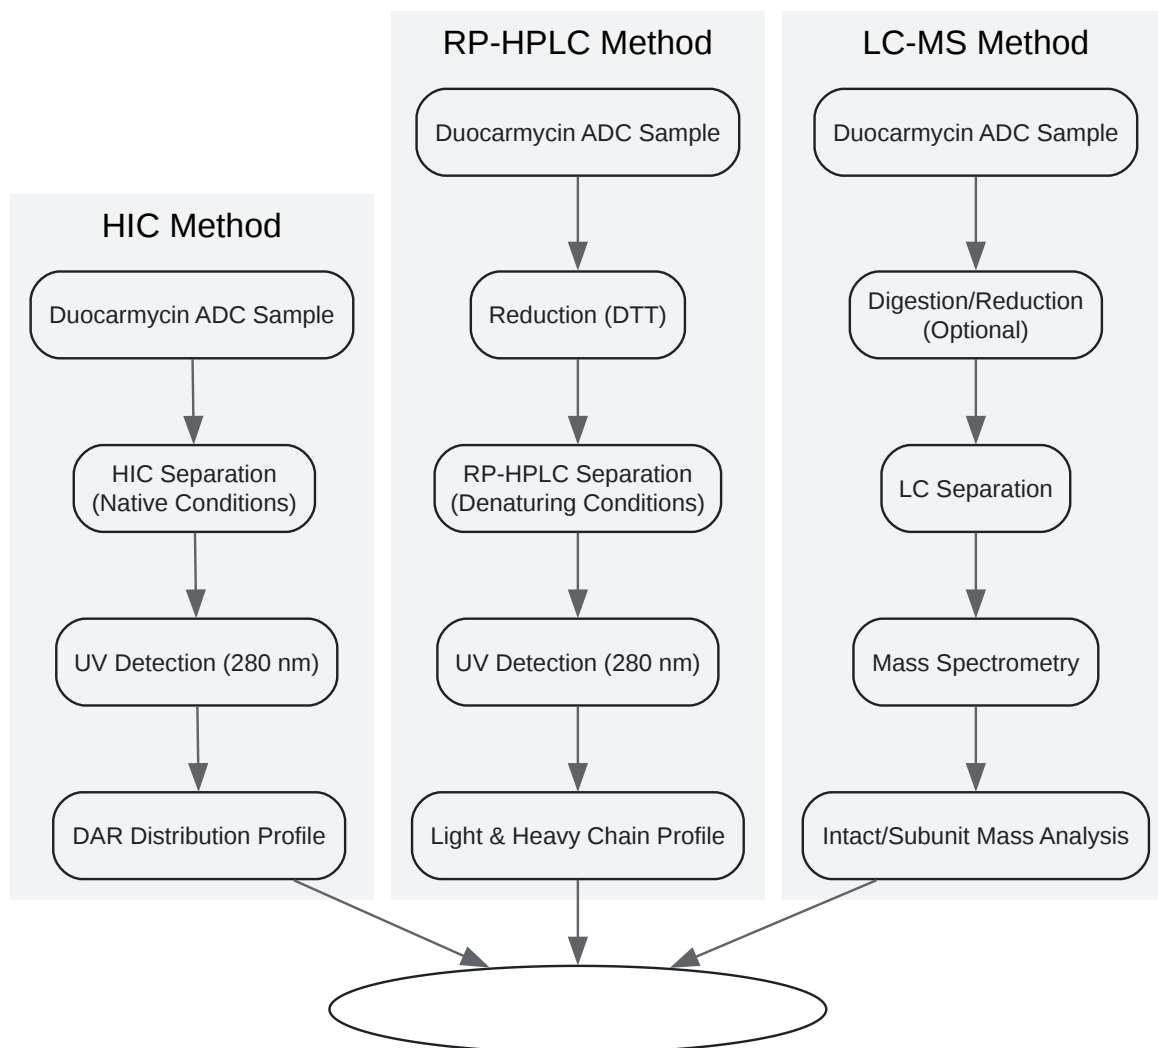 HIC Method
Duocarmycin ADC Sample
HIC Separation
(Native Conditions)
UV Detection (280 nm)
DAR Distribution Profile
RP-HPLC Method
Duocarmycin ADC Sample
Reduction (DTT)
RP-HPLC Separation
(Denaturing Conditions)
UV Detection (280 nm)
Light & Heavy Chain Profile
LC-MS Method
Duocarmycin ADC Sample
Digestion/Reduction
(Optional)
LC Separation
Mass Spectrometry
Intact/Subunit Mass Analysis